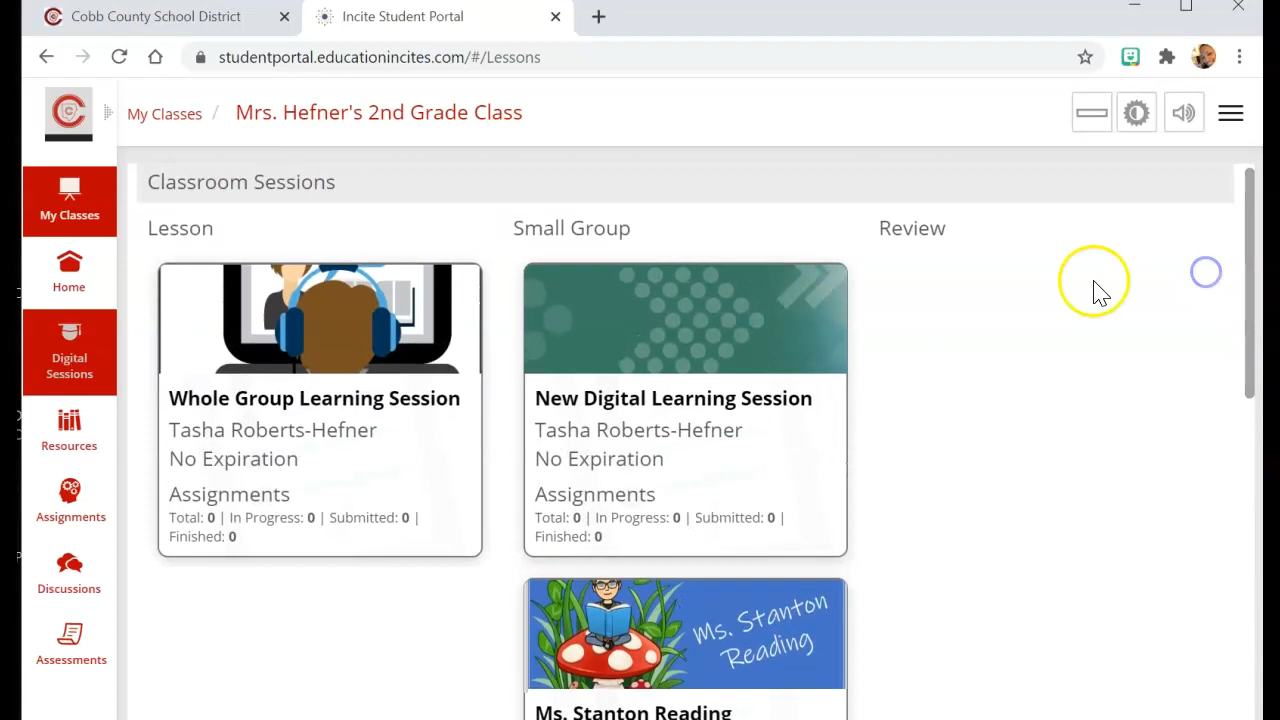 Cobb County School District
Incite Student Portal
studentportal.educationincites.com/#/Lessons
My Classes / Mrs. Hefner's 2nd Grade Class
My Classes
Home
Digital
Sessions
Resources
Assignments
Discussions
Assessments
Classroom Sessions
Lesson
Small Group
Review
Whole Group Learning Session
Tasha Roberts-Hefner
No Expiration
Assignments
Total: 0 | In Progress: 0 | Submitted: 0 |
Finished: 0
New Digital Learning Session
Tasha Roberts-Hefner
No Expiration
Assignments
Total: 0 | In Progress: 0 | Submitted: 0 |
Finished: 0
Ms. Stanton
Reading
Ms. Stanton Reading